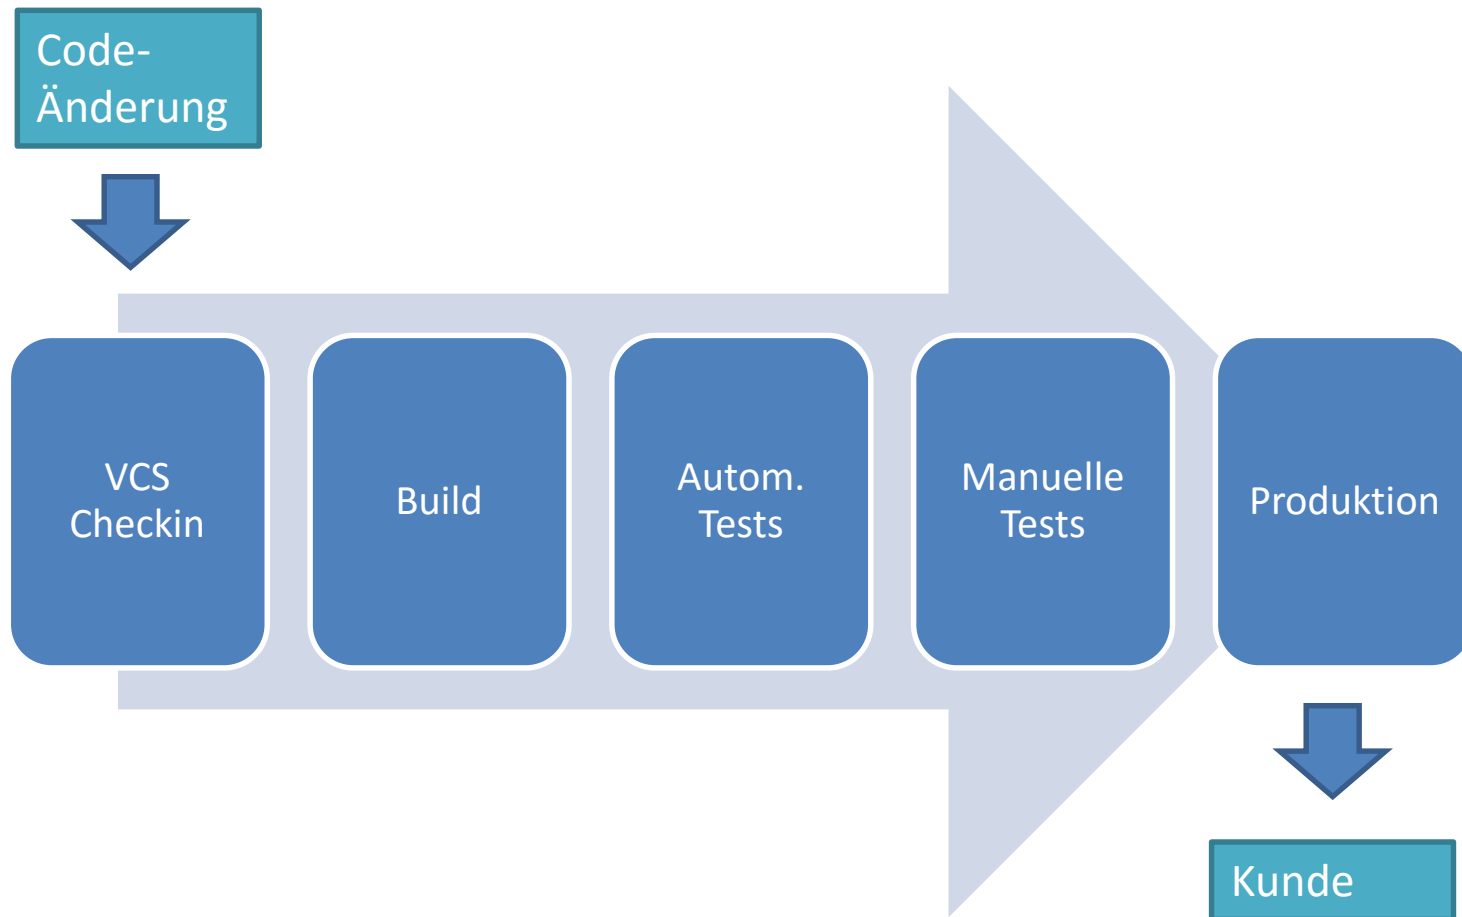 Code-
Änderung
VCS
Checkin
Build
Autom.
Tests
Manuelle
Tests
Produktion
Kunde